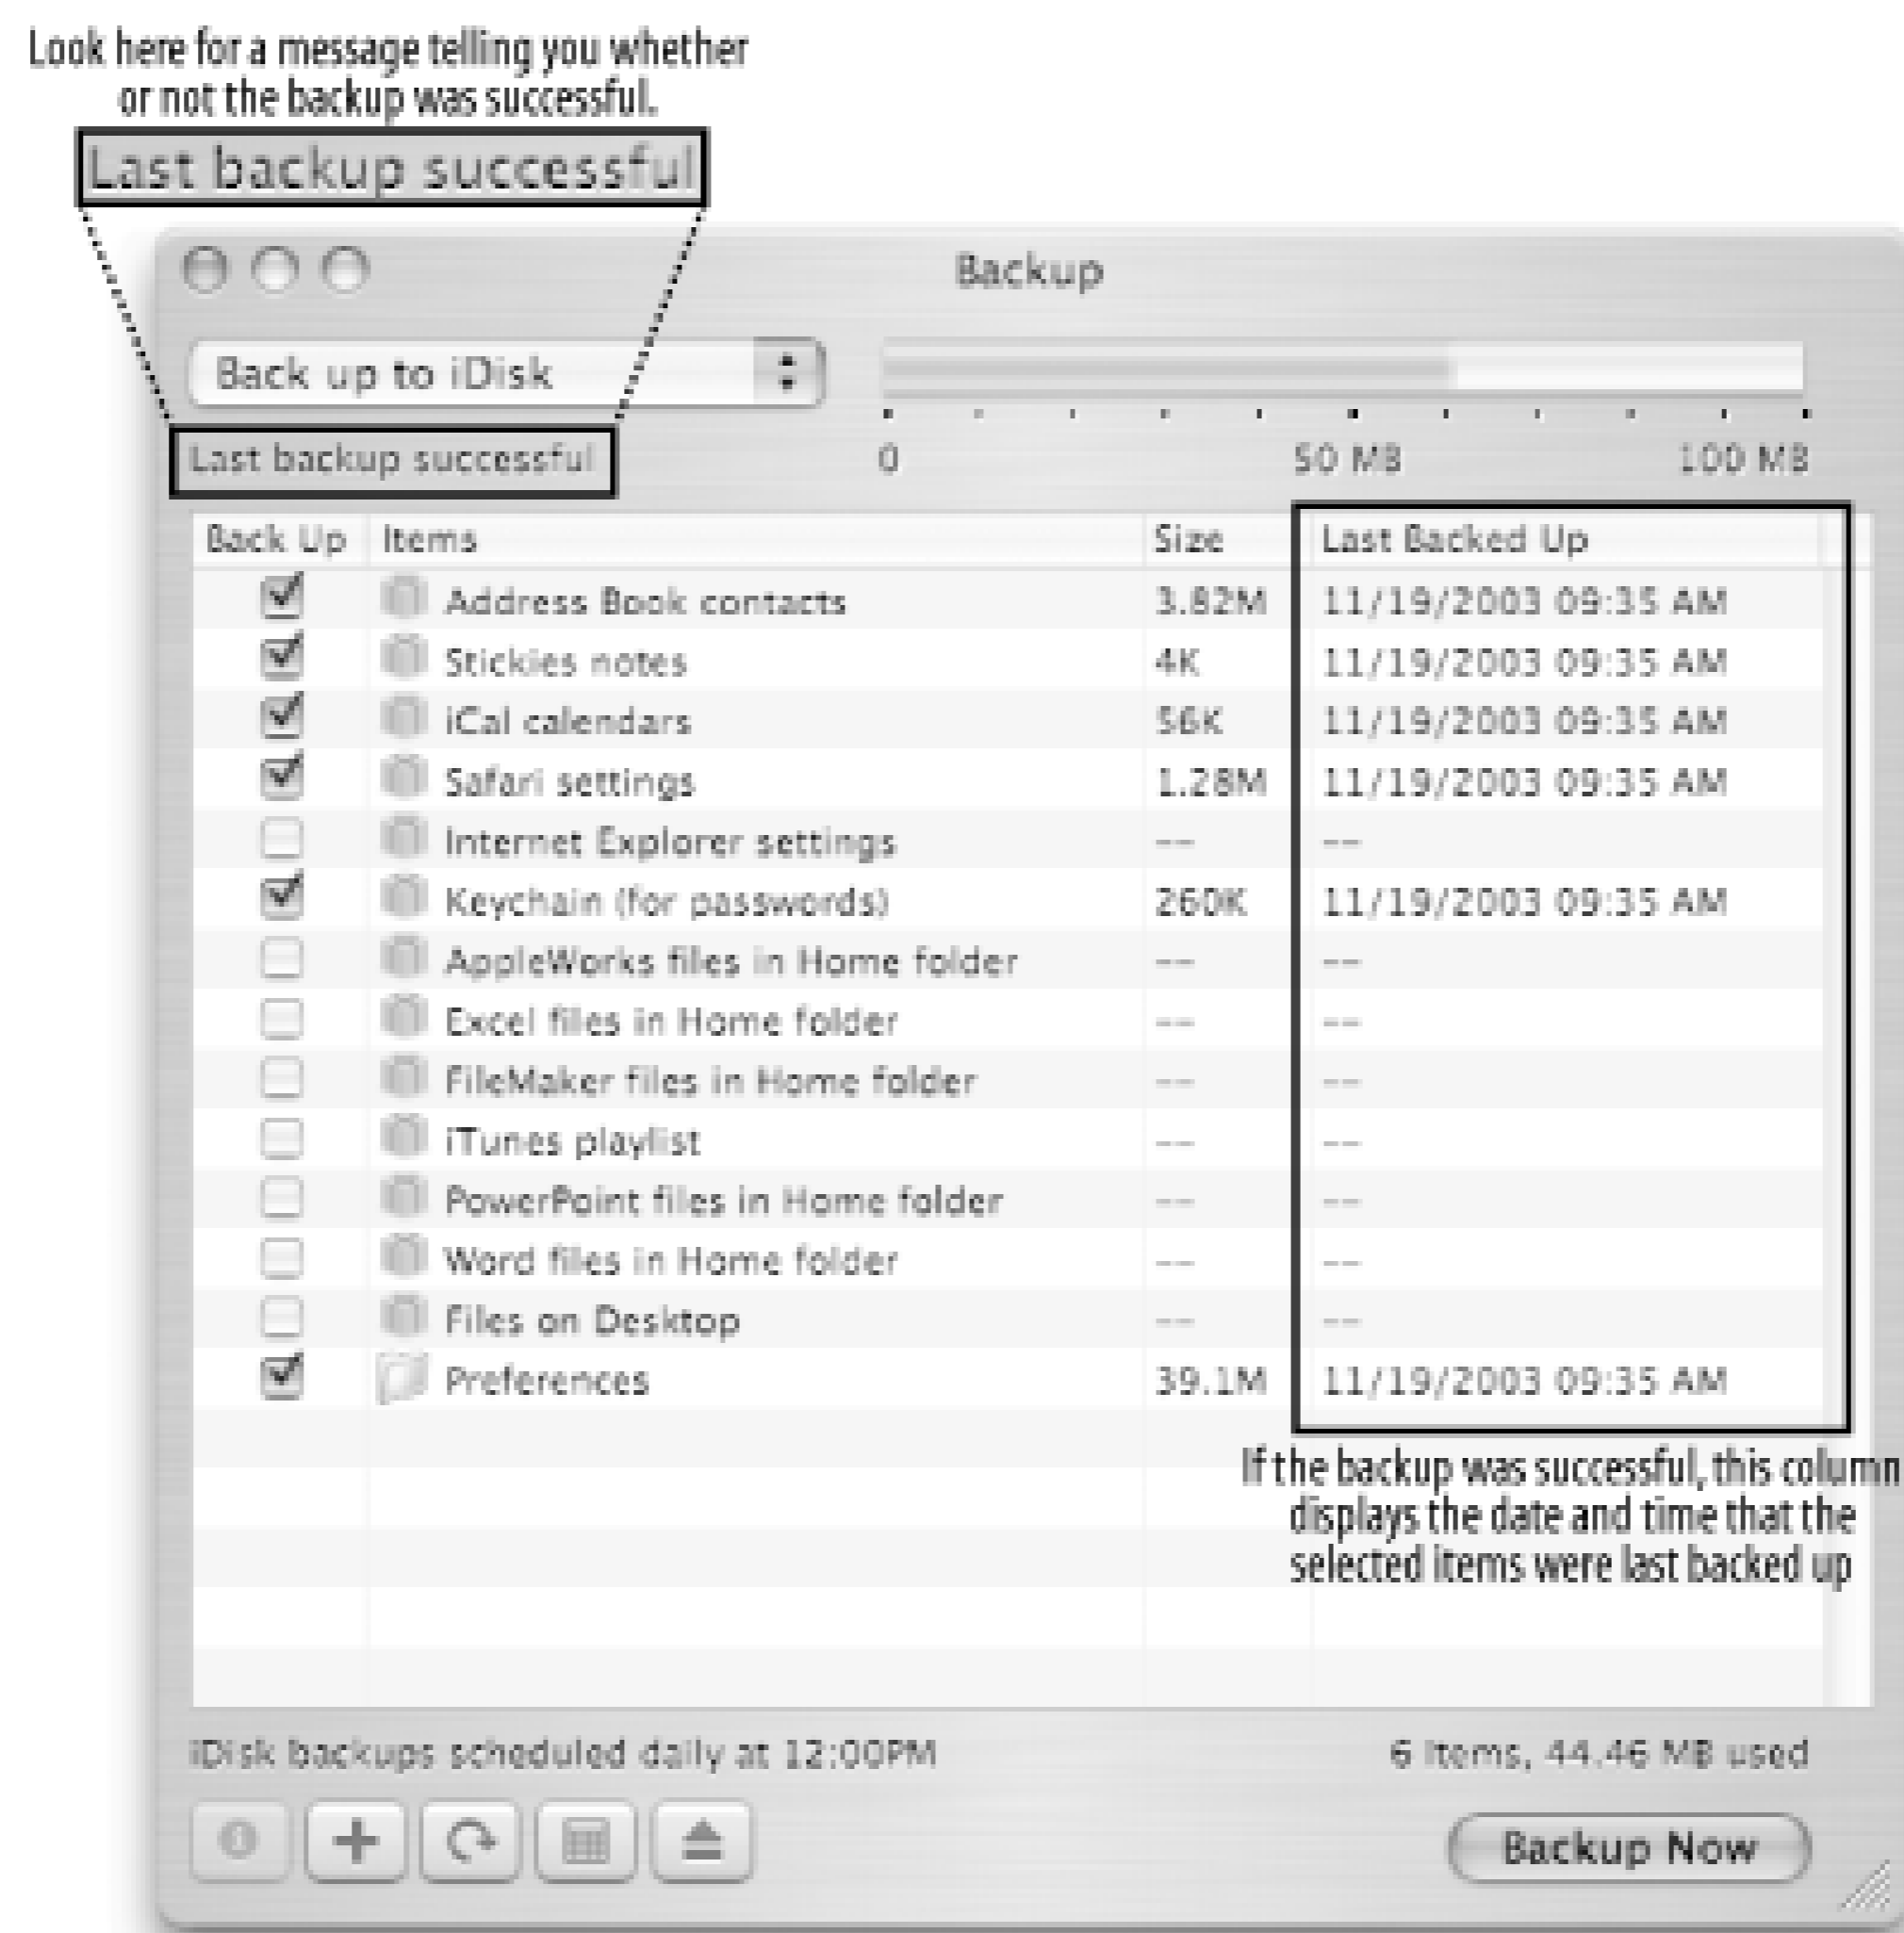 Look here for a message telling you whether
or not the backup was successful.
Last backup successful
Backup
Back up to iDisk
Last backup successful
0 50 MB 100 MB
Back Up Items Size Last Backed Up
Address Book contacts 3.82M 11/19/2003 09:35 AM
Stickies notes 4K 11/19/2003 09:35 AM
iCal calendars 56K 11/19/2003 09:35 AM
Safari settings 1.28M 11/19/2003 09:35 AM
Internet Explorer settings -- --
Keychain (for passwords) 260K 11/19/2003 09:35 AM
AppleWorks files in Home folder -- --
Excel files in Home folder -- --
FileMaker files in Home folder -- --
iTunes playlist -- --
PowerPoint files in Home folder -- --
Word files in Home folder -- --
Files on Desktop -- --
Preferences 39.1M 11/19/2003 09:35 AM
If the backup was successful, this column
displays the date and time that the
selected items were last backed up
iDisk backups scheduled daily at 12:00PM 6 Items, 44.46 MB used
Backup Now